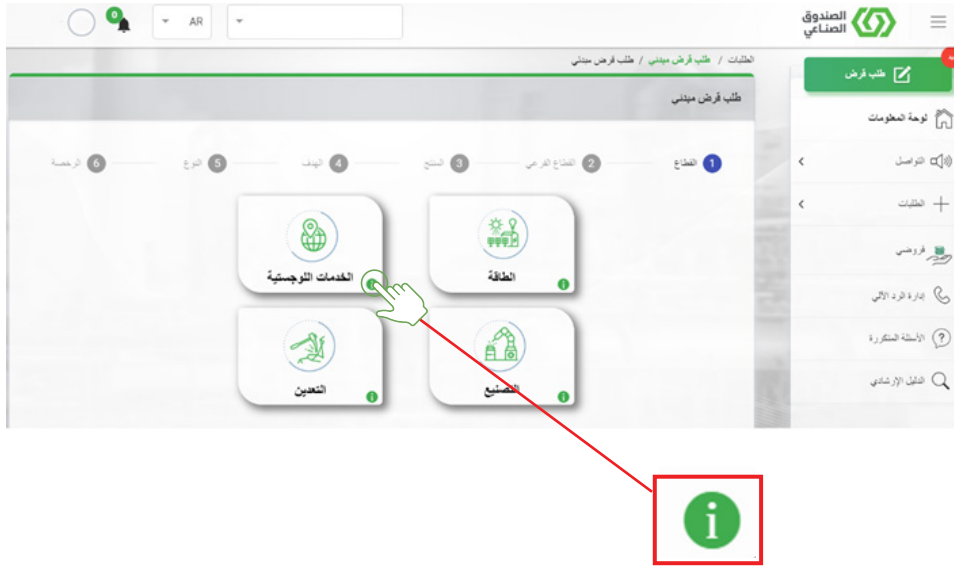 الصندوق
الصناعي
AR
0
طلب قرض
لوحة المعلومات
التواصل
الطلبات
قروضي
إدارة الرد الآلي
الأسئلة المتكررة
الدليل الإرشادي
الطلبات / طلب قرض مبدئي / طلب قرض مبدئي
طلب قرض مبدئي
1 القطاع
2 القطاع الفرعي
3 المنتج
4 الهدف
5 النوع
6 الرخصة
الطاقة
الخدمات اللوجستية
التصنيع
التعدين
i